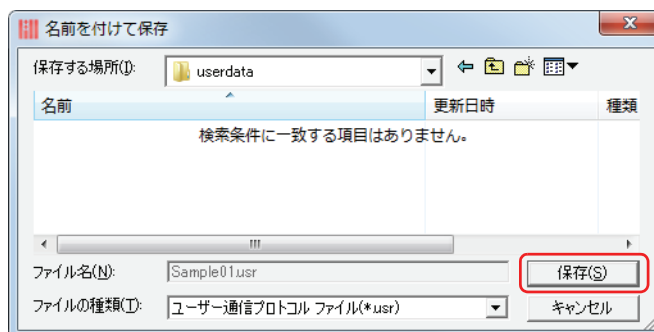 名前を付けて保存
保存する場所(I): userdata
名前 更新日時 種類
検索条件に一致する項目はありません。
ファイル名(N): Sample01.usr 保存(S)
ファイルの種類(T): ユーザー通信プロトコル ファイル(*.usr) キャンセル